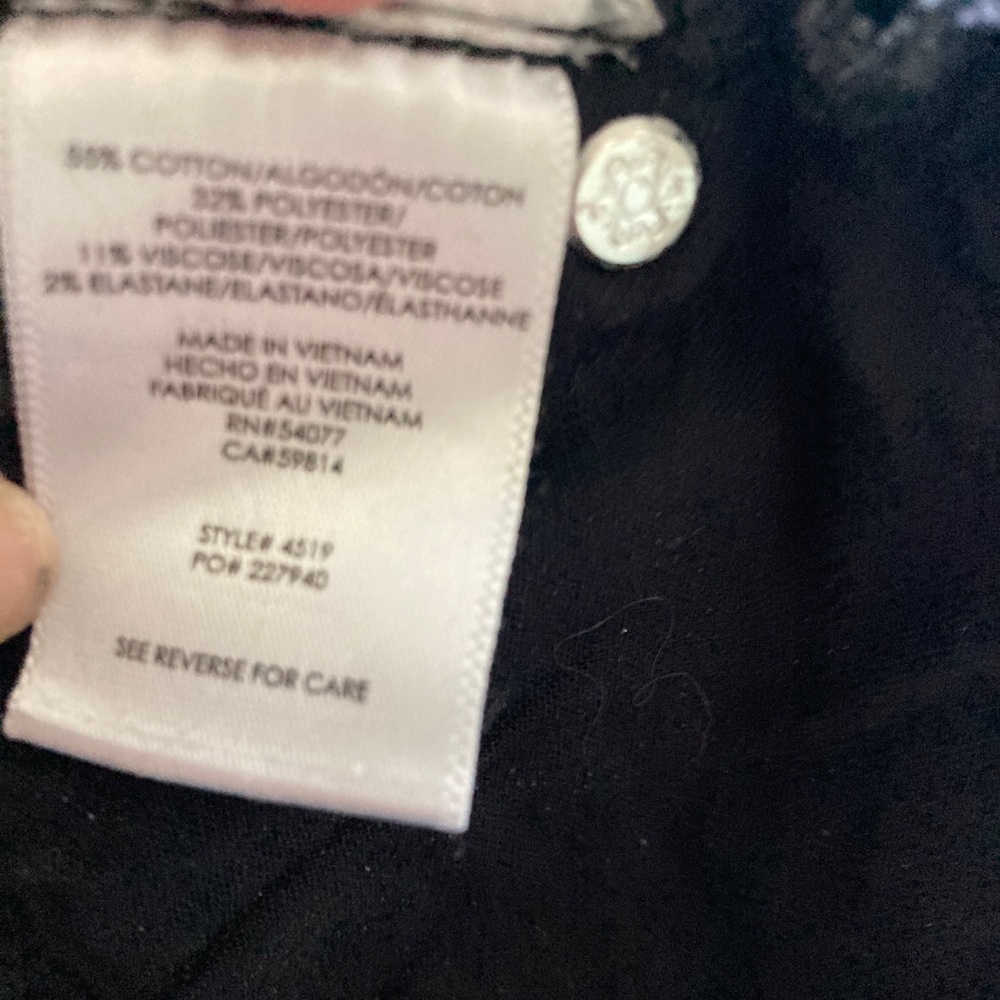 55% COTTON/ALGODÓN/COTON
32% POLYESTER/
POLIESTER/POLYESTER
11% VISCOSE/VISCOSA/VISCOSE
2% ELASTANE/ELASTANO/ÉLASTHANNE
MADE IN VIETNAM
HECHO EN VIETNAM
FABRIQUÉ AU VIETNAM
RN#54077
CA#59814
STYLE# 4519
PO# 227940
SEE REVERSE FOR CARE